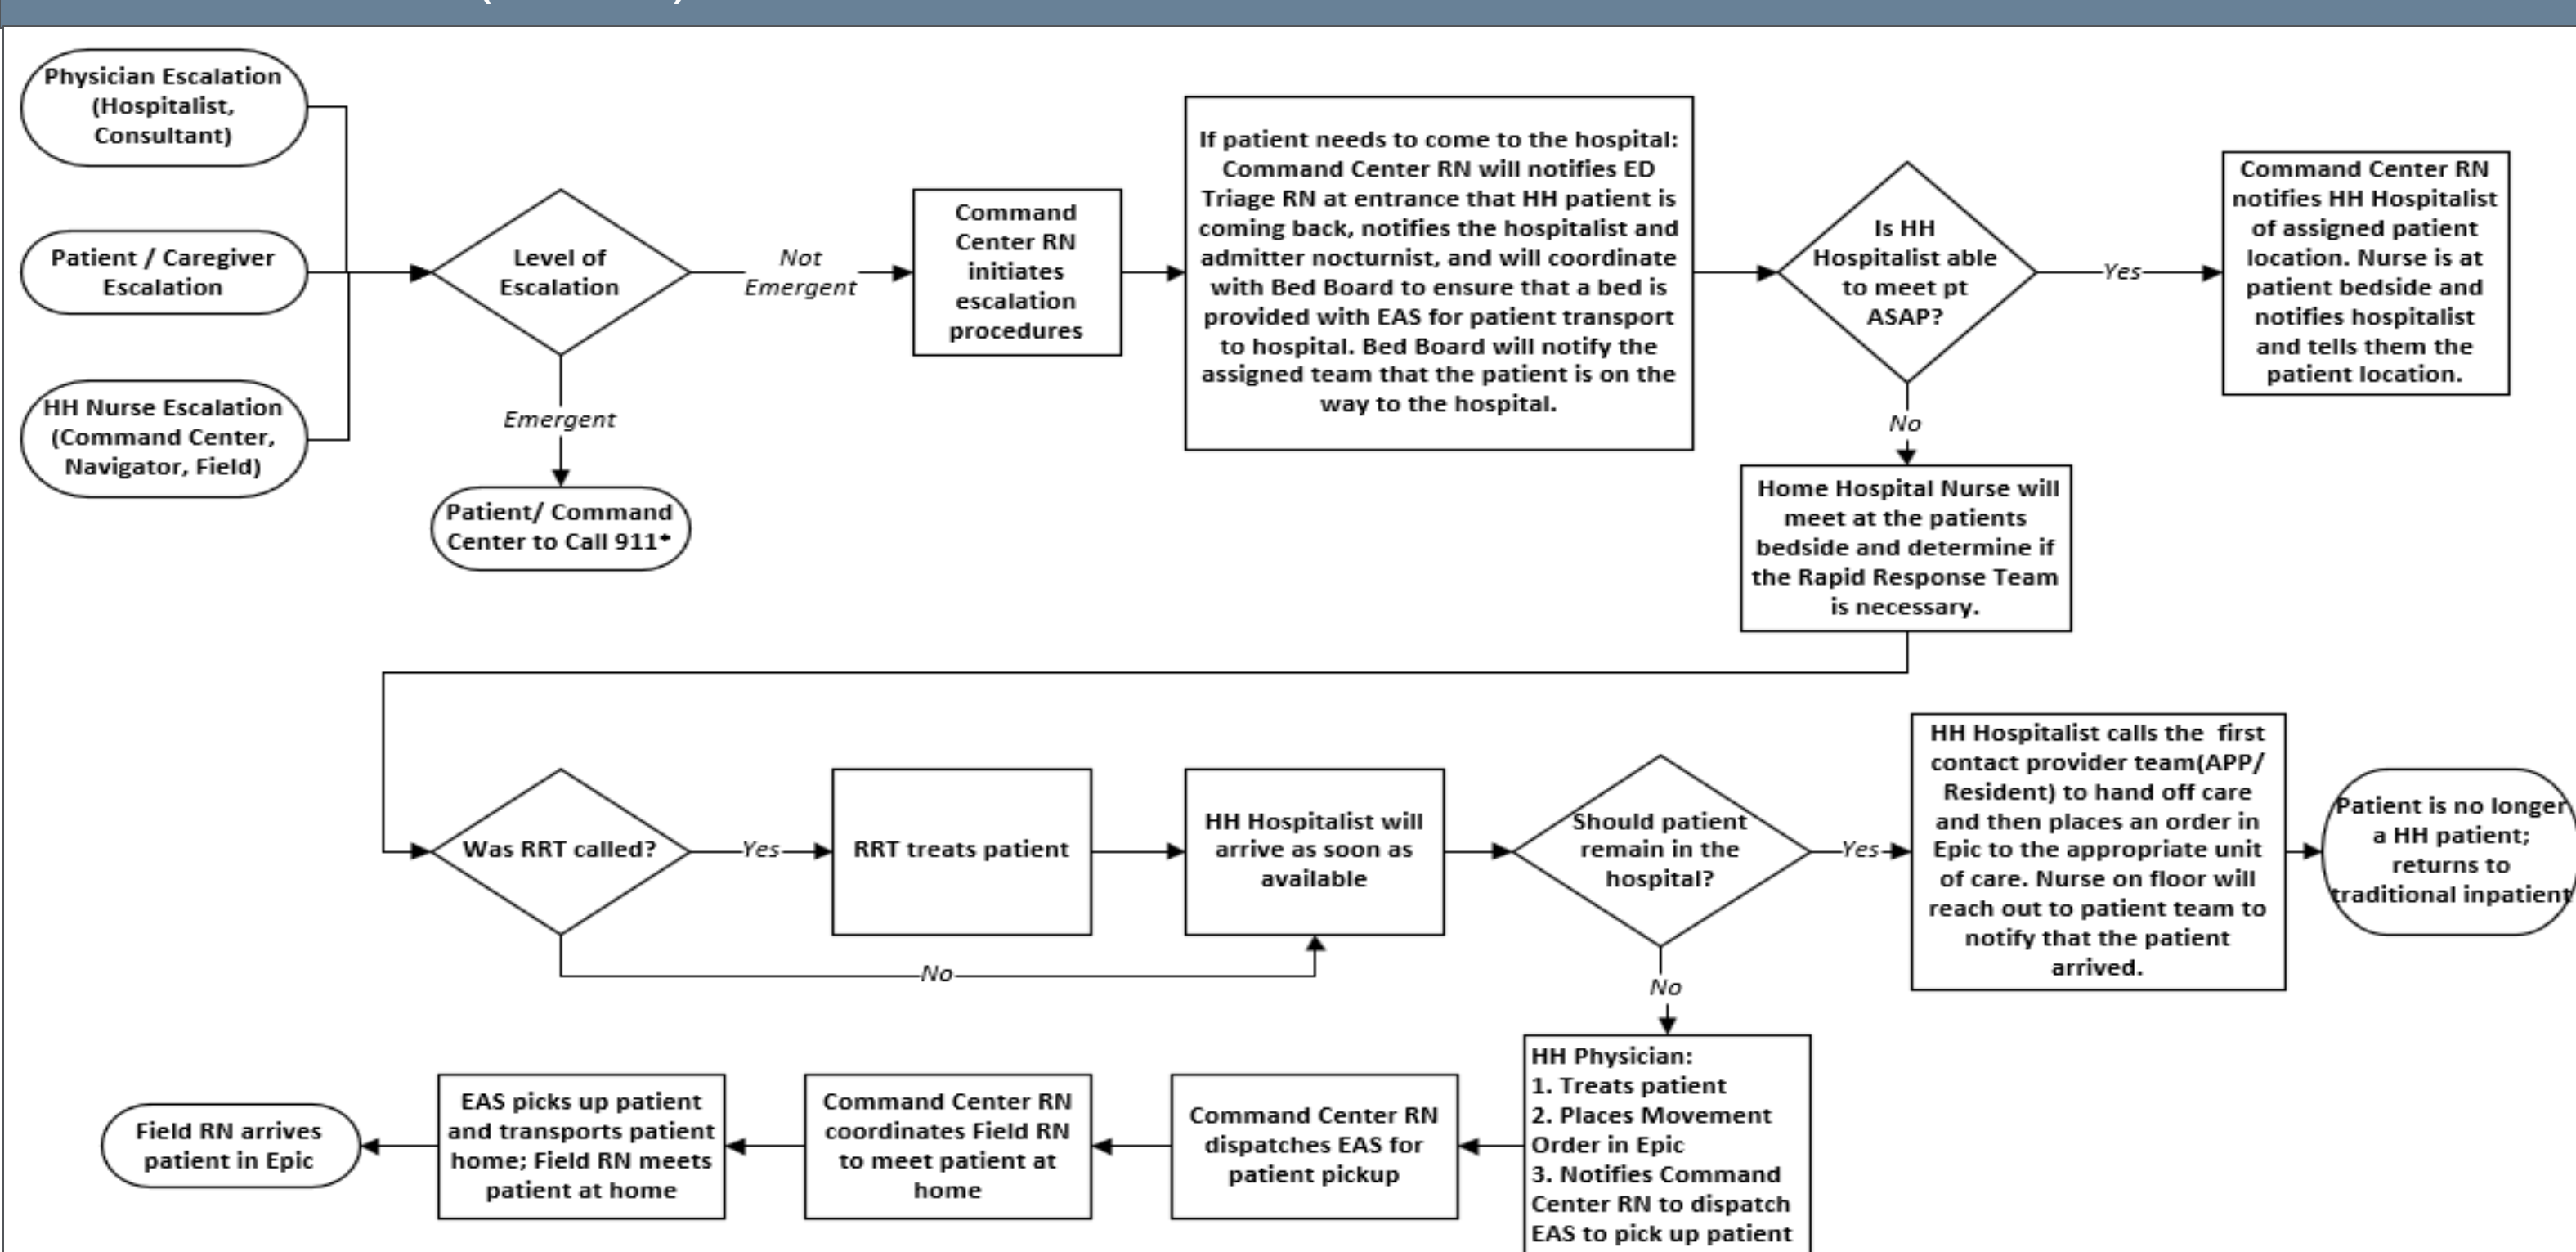 Physician Escalation
(Hospitalist,
Consultant)
Patient / Caregiver
Escalation
HH Nurse Escalation
(Command Center,
Navigator, Field)
Level of
Escalation
Not
Emergent
Emergent
Patient/ Command
Center to Call 911*
Command
Center RN
initiates
escalation
procedures
If patient needs to come to the hospital:
Command Center RN will notifies ED
Triage RN at entrance that HH patient is
coming back, notifies the hospitalist and
admitter nocturnist, and will coordinate
with Bed Board to ensure that a bed is
provided with EAS for patient transport
to hospital. Bed Board will notify the
assigned team that the patient is on the
way to the hospital.
Is HH
Hospitalist able
to meet pt
ASAP?
Yes
Command Center RN
notifies HH Hospitalist
of assigned patient
location. Nurse is at
patient bedside and
notifies hospitalist
and tells them the
patient location.
No
Home Hospital Nurse will
meet at the patients
bedside and determine if
the Rapid Response Team
is necessary.
Was RRT called?
Yes
RRT treats patient
No
HH Hospitalist will
arrive as soon as
available
Should patient
remain in the
hospital?
Yes
HH Hospitalist calls the first
contact provider team(APP/
Resident) to hand off care
and then places an order in
Epic to the appropriate unit
of care. Nurse on floor will
reach out to patient team to
notify that the patient
arrived.
Patient is no longer
a HH patient;
returns to
traditional inpatient
No
HH Physician:
1. Treats patient
2. Places Movement
Order in Epic
3. Notifies Command
Center RN to dispatch
EAS to pick up patient
Command Center RN
dispatches EAS for
patient pickup
Command Center RN
coordinates Field RN
to meet patient at
home
EAS picks up patient
and transports patient
home; Field RN meets
patient at home
Field RN arrives
patient in Epic